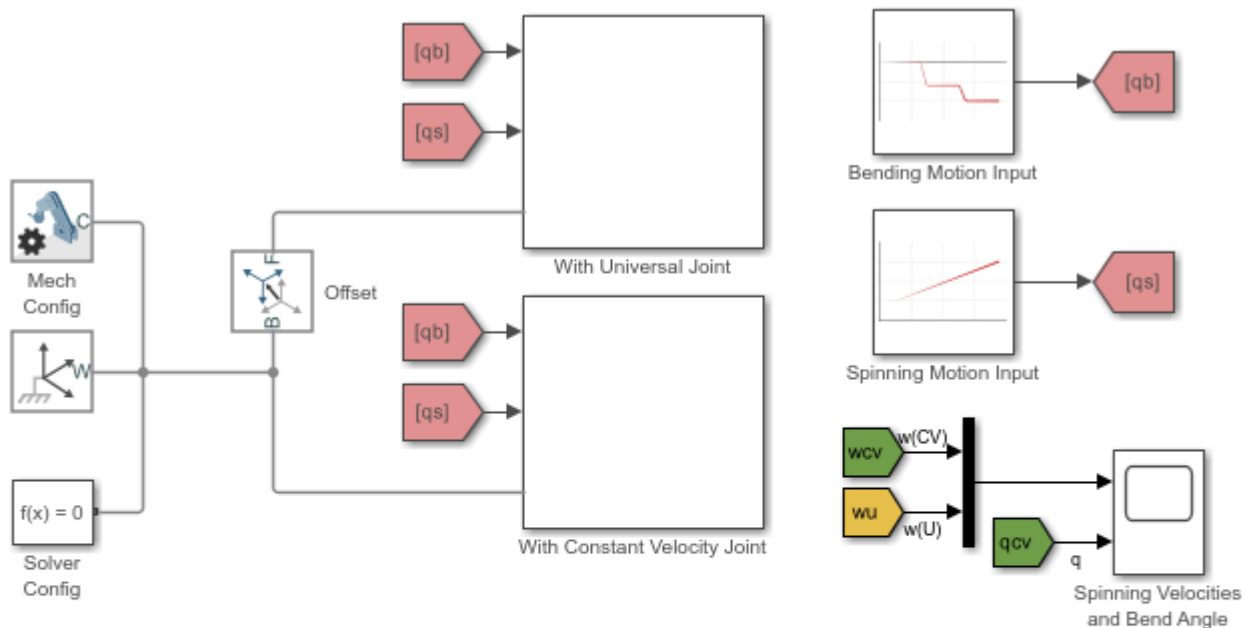 [qb]
[qs]
With Universal Joint
C
Mech
Config
W
f(x) = 0
Solver
Config
F
B
Offset
[qb]
[qs]
With Constant Velocity Joint
[qb]
Bending Motion Input
[qs]
Spinning Motion Input
wcv
w(CV)
wu
w(U)
qcv
q
Spinning Velocities
and Bend Angle